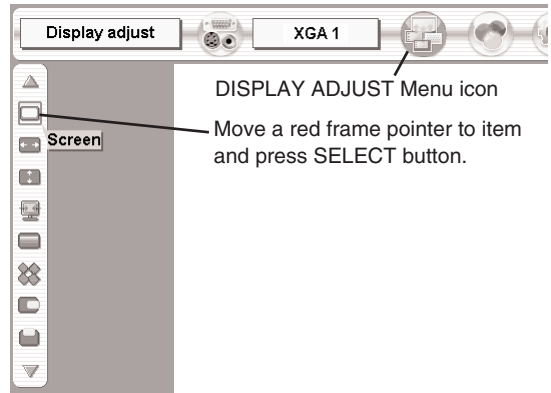 Display adjust
XGA 1
DISPLAY ADJUST Menu icon
Move a red frame pointer to item
and press SELECT button.
Screen